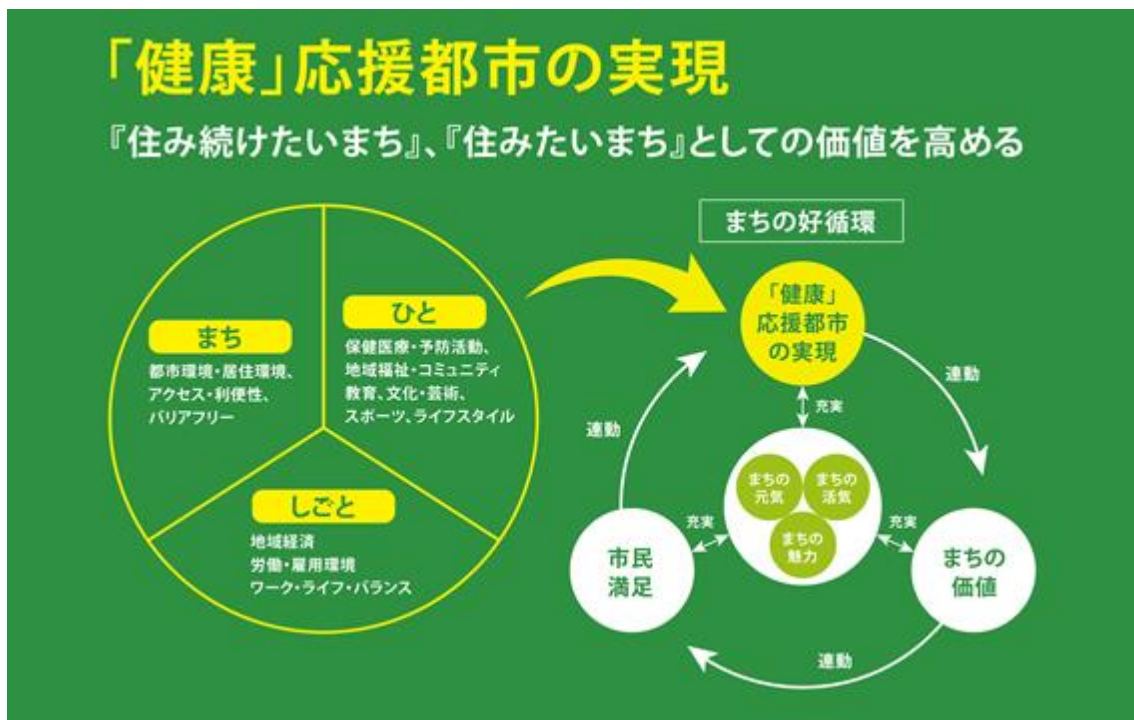 「健康」応援都市の実現
『住み続けたいまち』、『住みたいまち』としての価値を高める
まち
都市環境・居住環境、
アクセス・利便性、
バリアフリー
ひと
保健医療・予防活動、
地域福祉・コミュニティ
教育、文化・芸術、
スポーツ、ライフスタイル
しごと
地域経済
労働・雇用環境
ワーク・ライフ・バランス
まちの好循環
「健康」
応援都市
の実現
連動
充実
連動
まちの
元気
まちの
活気
まちの
魅力
充実
充実
市民
満足
まちの
価値
連動